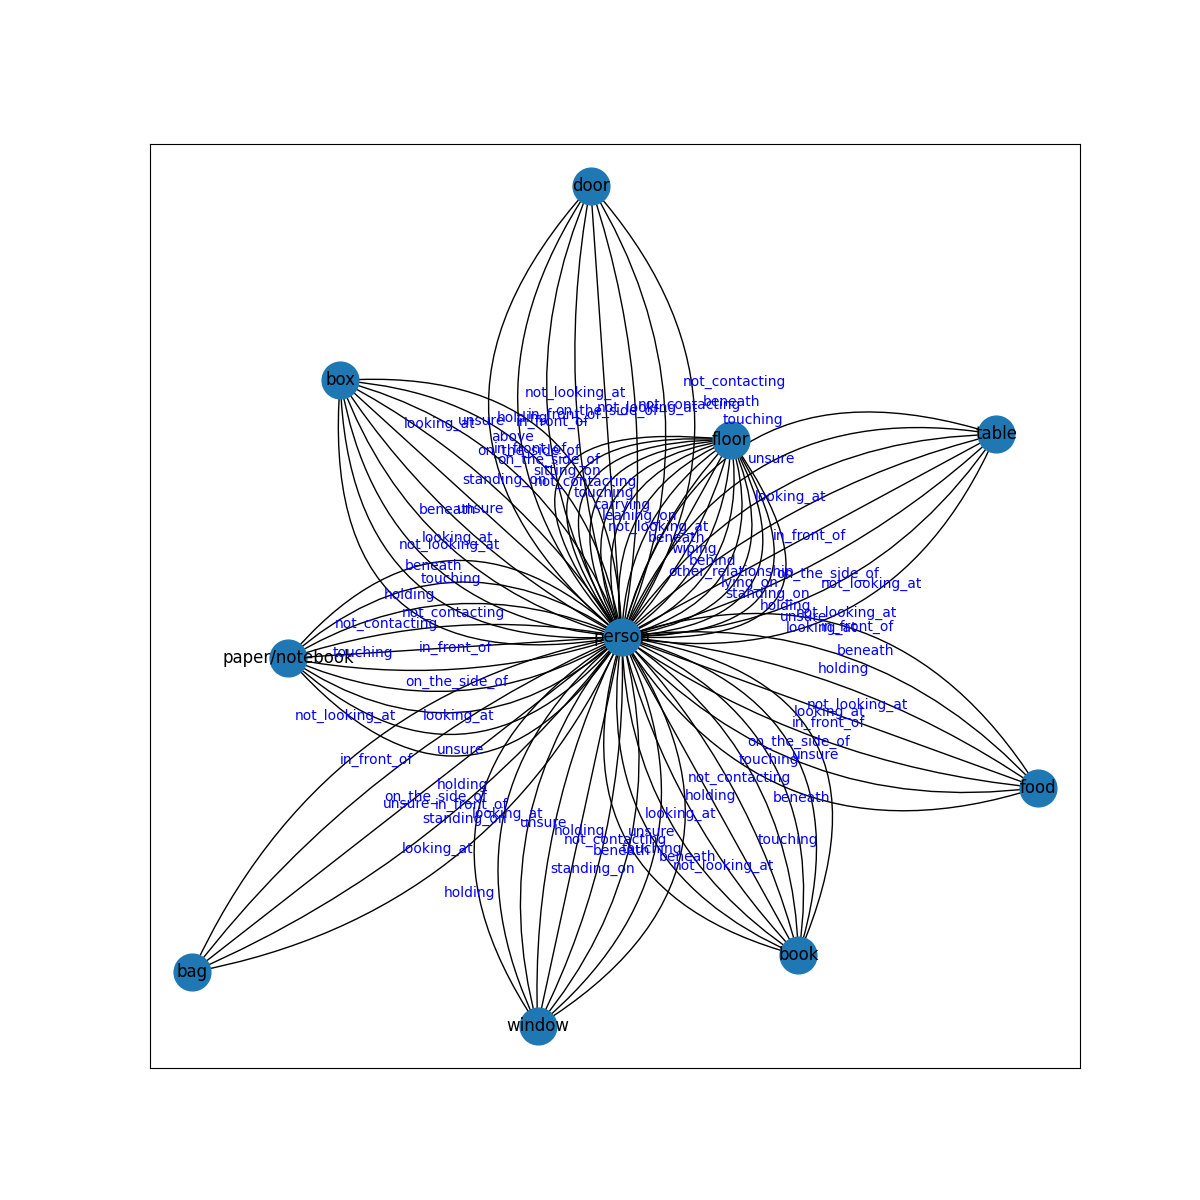 door
not_contacting
box
not_looking_at
beneath
not_looking_at
not_contacting
on_the_side_of
in_front_of
holding
in_front_of
touching
looking_at
unsure
table
above
floor
in_front_of
on_the_side_of
on_the_side_of
unsure
sitting_on
standing_on
not_contacting
touching
looking_at
carrying
beneath
unsure
leaning_on
not_looking_at
looking_at
beneath
in_front_of
not_looking_at
wiping
behind
beneath
other_relationship
on_the_side_of
touching
lying_on
not_looking_at
holding
standing_on
holding
not_contacting
not_looking_at
unsure
not_contacting
looking_at
in_front_of
person
in_front_of
touching
beneath
paper/notebook
holding
on_the_side_of
not_looking_at
looking_at
not_looking_at
looking_at
in_front_of
on_the_side_of
unsure
unsure
in_front_of
touching
not_contacting
holding
food
on_the_side_of
holding
beneath
unsure
in_front_of
looking_at
looking_at
standing_on
unsure
holding
unsure
not_contacting
touching
looking_at
beneath
touching
beneath
standing_on
not_looking_at
holding
book
bag
window